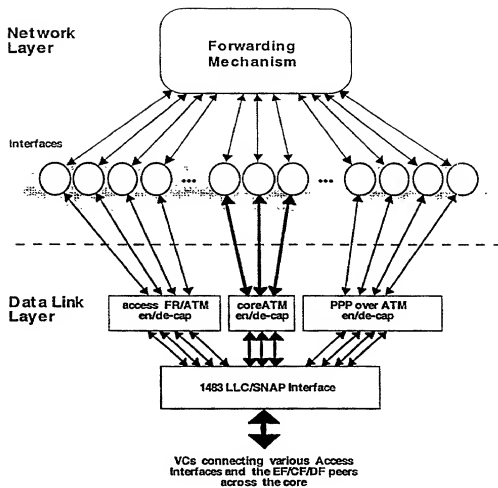 Network
Layer
Forwarding
Mechanism
Interfaces
... ...
Data Link
Layer
access FR/ATM
en/de-cap
coreATM
en/de-cap
PPP over ATM
en/de-cap
1483 LLC/SNAP Interface
VCs connecting various Access
Interfaces and the EF/CF/DF peers
across the core